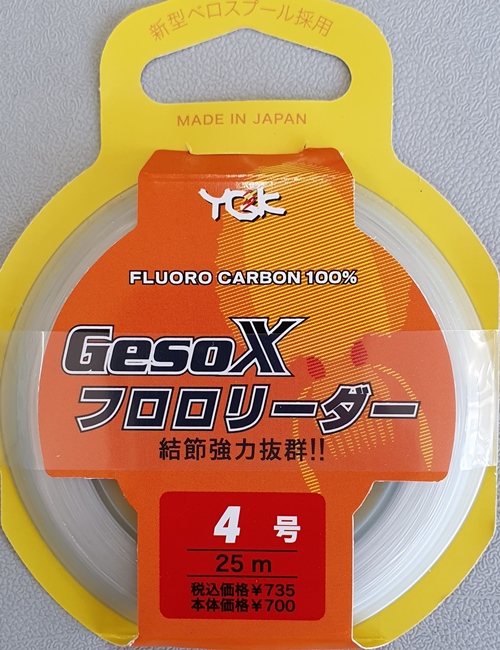 新型ベロスプール採用
MADE IN JAPAN
YGK
FLUORO CARBON 100%
GesoX
フロロリーダー
結節強力抜群!!
4 号
25 m
税込価格¥735
本体価格¥700